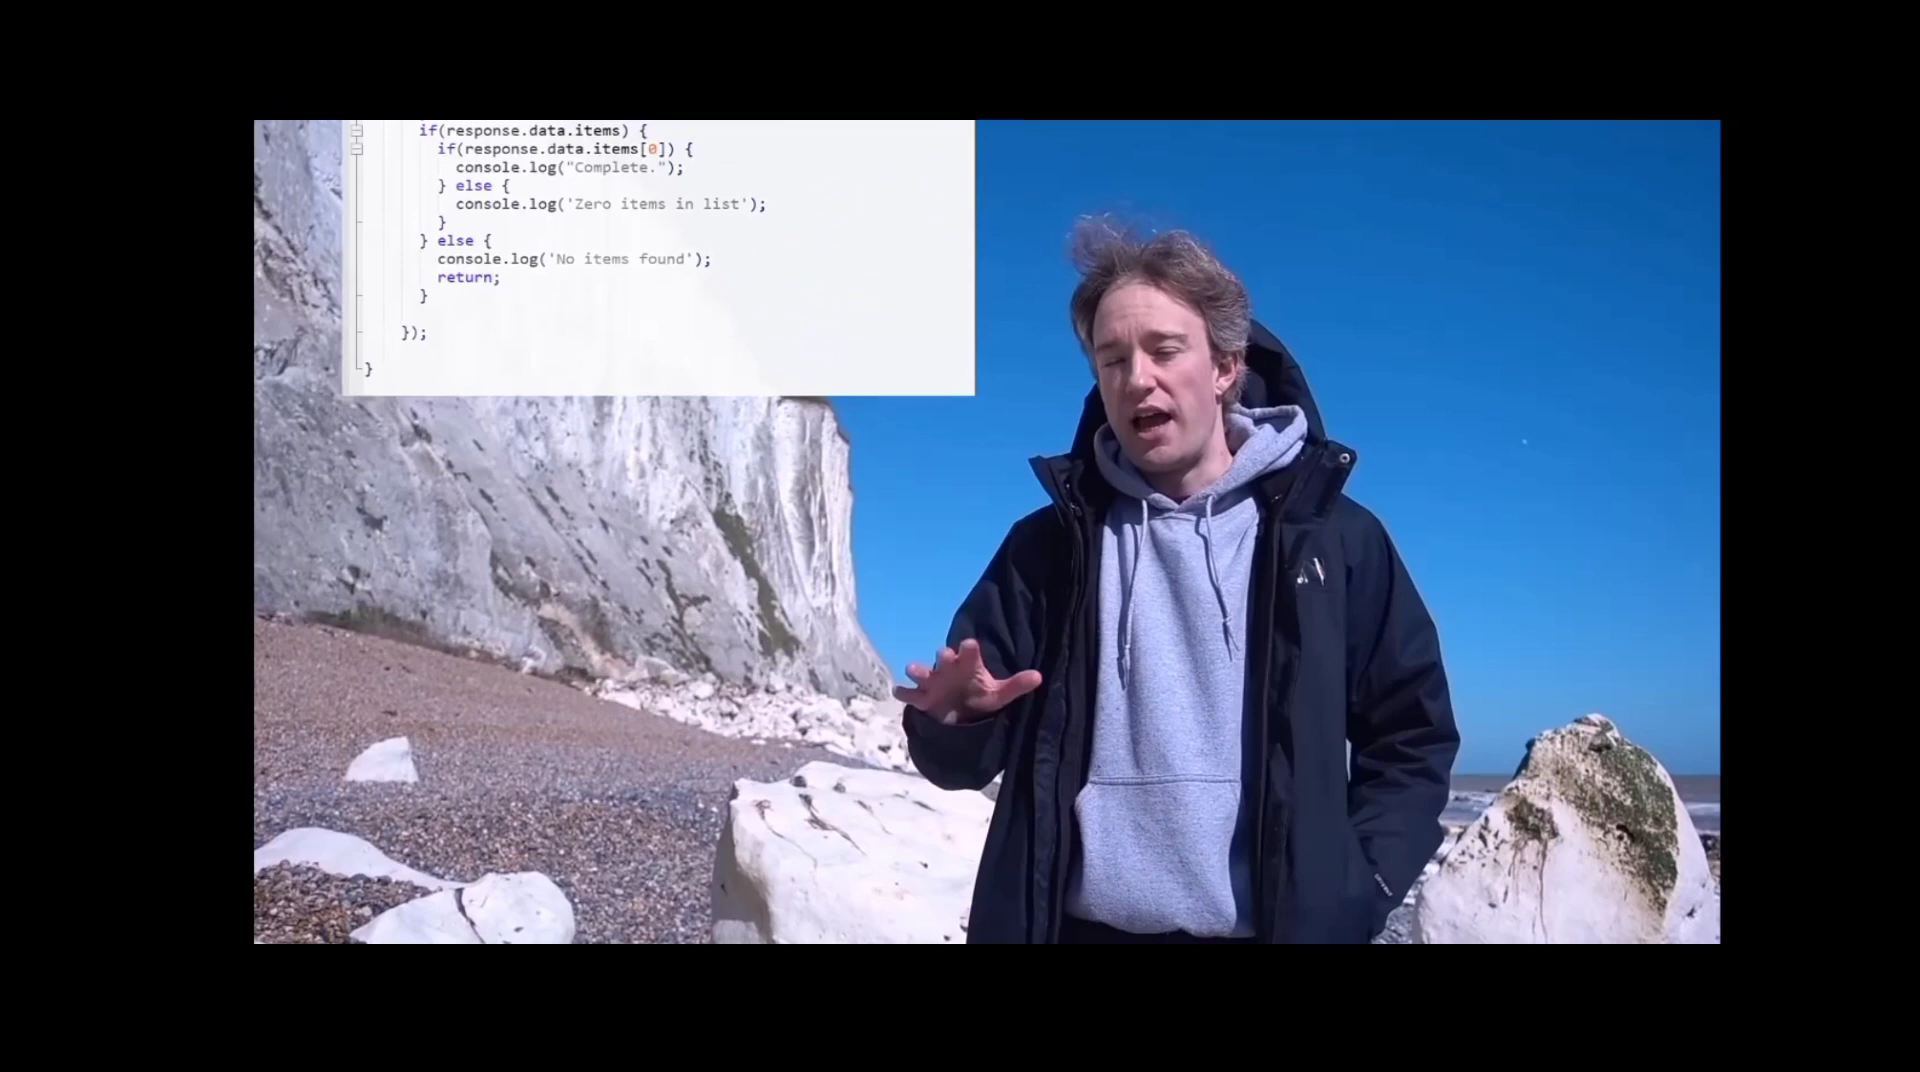 if(response.data.items) {
if(response.data.items[0]) {
console.log("Complete.");
} else {
console.log('Zero items in list');
}
} else {
console.log('No items found');
return;
}
});
}